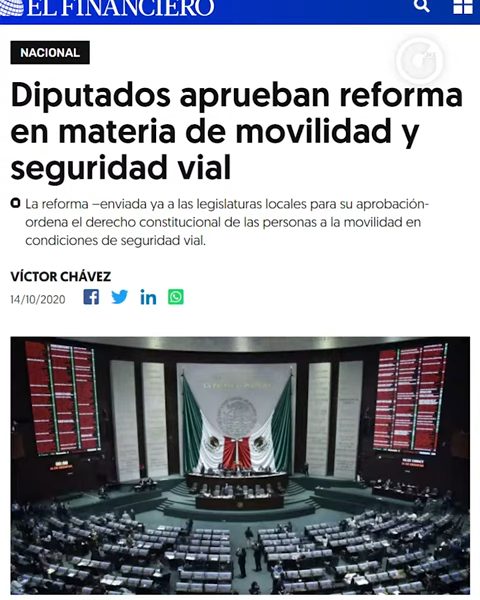 EL FINANCIERO
NACIONAL
Diputados aprueban reforma
en materia de movilidad y
seguridad vial
La reforma –enviada ya a las legislaturas locales para su aprobación-
ordena el derecho constitucional de las personas a la movilidad en
condiciones de seguridad vial.
VÍCTOR CHÁVEZ
14/10/2020